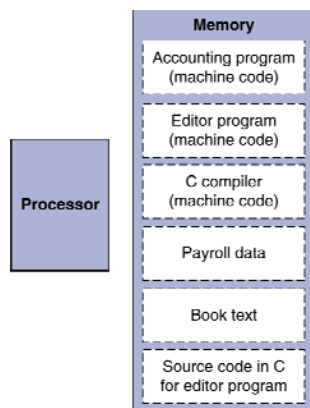 Memory
Accounting program
(machine code)
Editor program
(machine code)
C compiler
(machine code)
Processor
Payroll data
Book text
Source code in C
for editor program